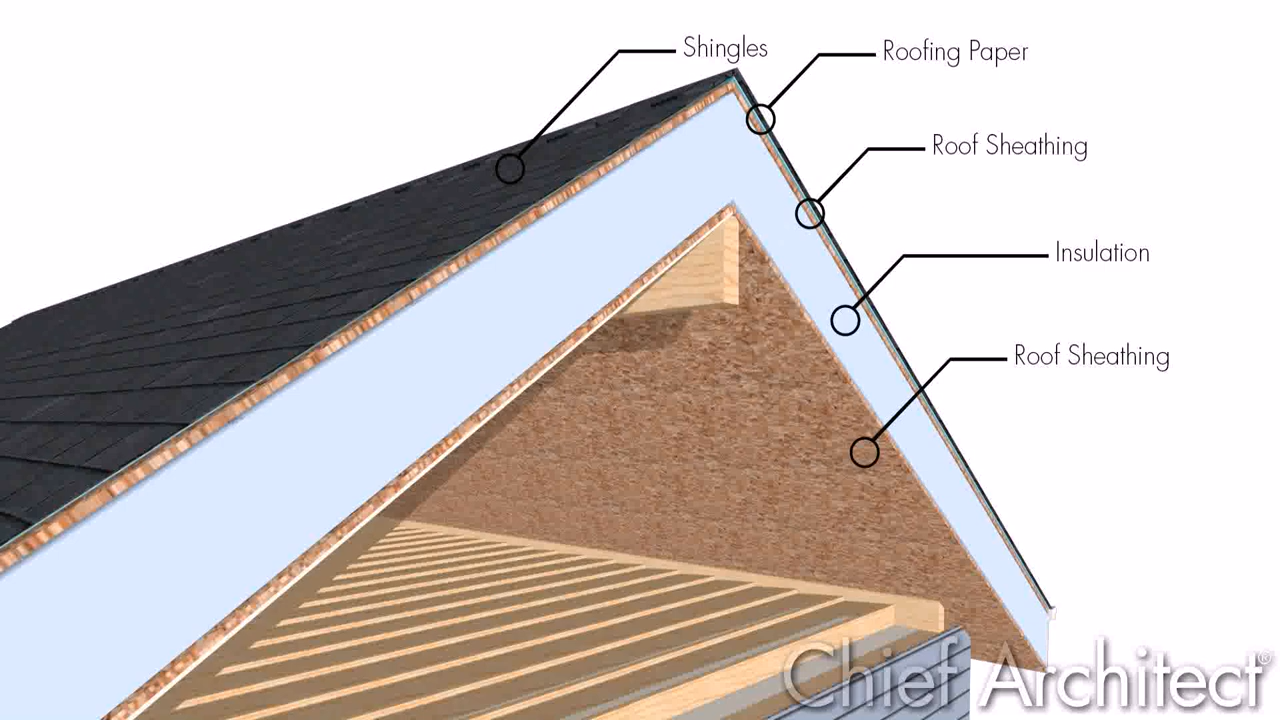 Shingles
Roofing Paper
Roof Sheathing
Insulation
Roof Sheathing
Chief Architect®